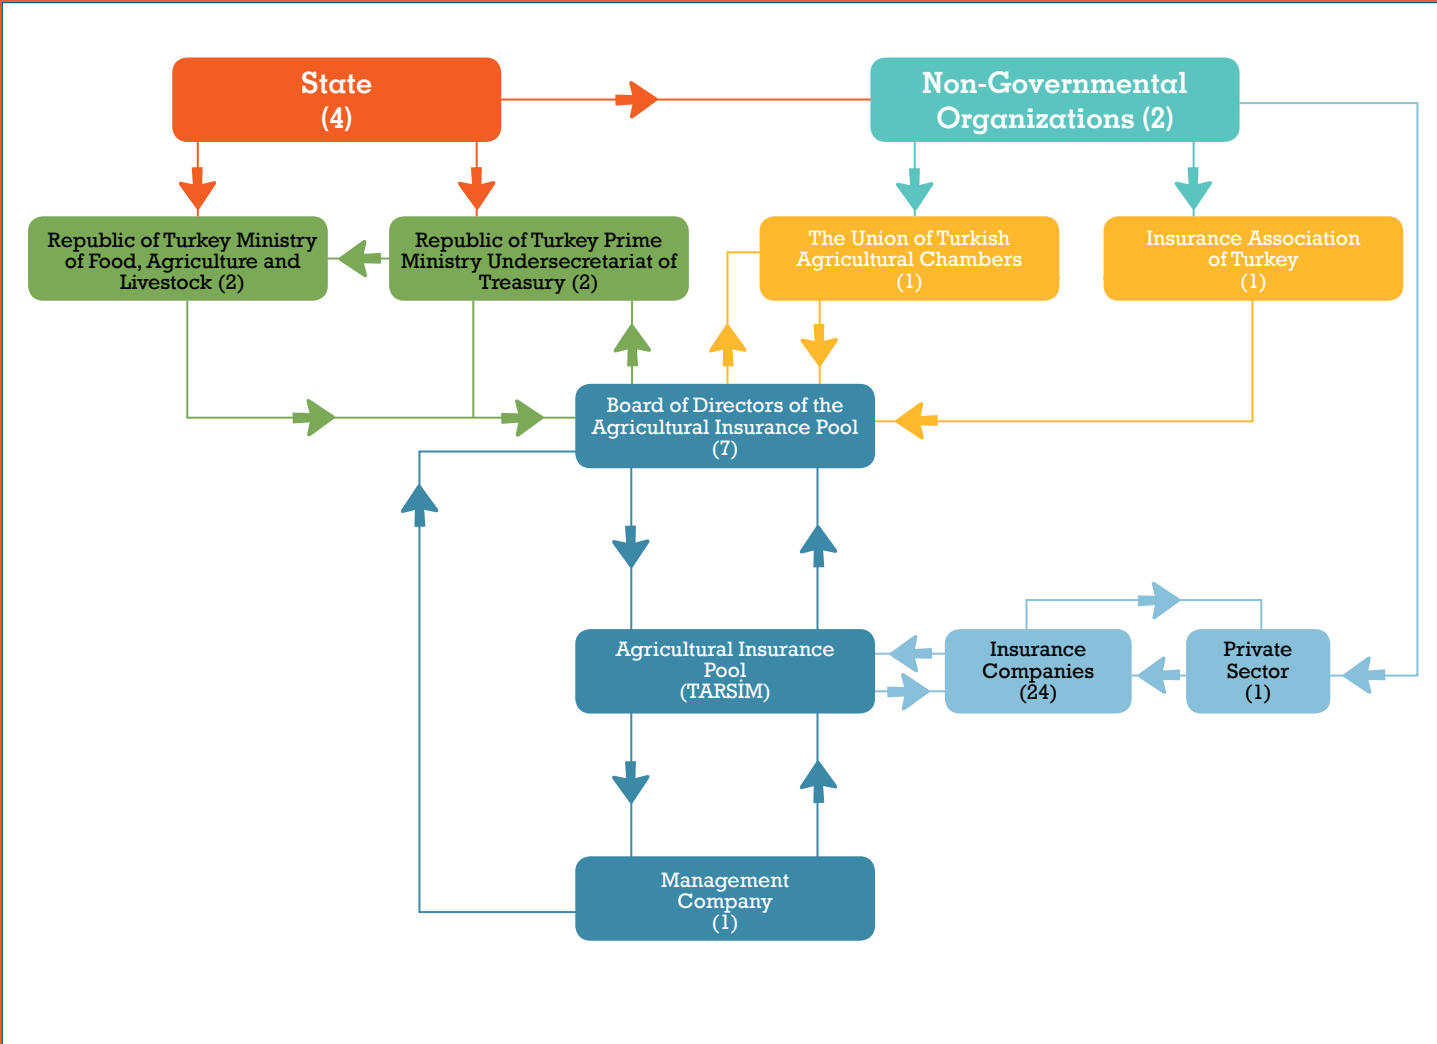 State
(4)
Non-Governmental
Organizations (2)
Republic of Turkey Ministry
of Food, Agriculture and
Livestock (2)
Republic of Turkey Prime
Ministry Undersecretariat of
Treasury (2)
The Union of Turkish
Agricultural Chambers
(1)
Insurance Association
of Turkey
(1)
Board of Directors of the
Agricultural Insurance Pool
(7)
Agricultural Insurance
Pool
(TARSİM)
Insurance
Companies
(24)
Private
Sector
(1)
Management
Company
(1)